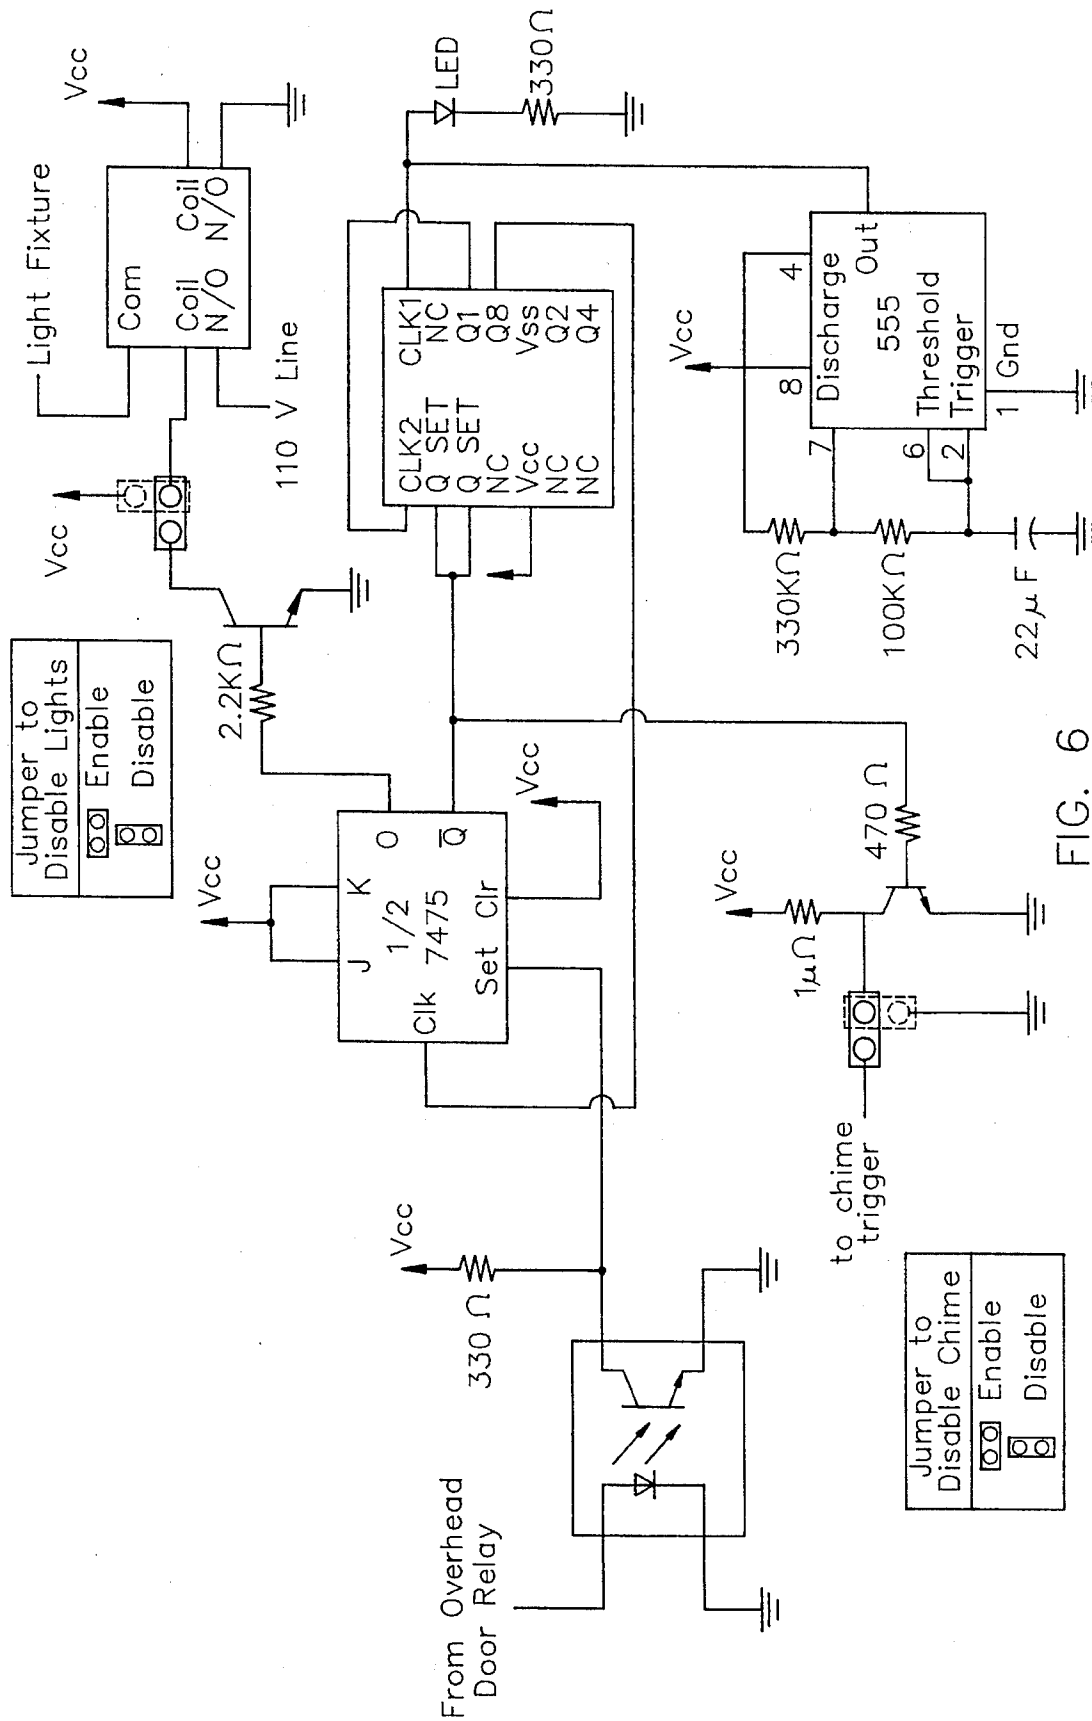 From Overhead
Door Relay
Vcc
330 Ω
Jumper to
Disable Chime
Enable
Disable
to chime
trigger
Vcc
1μΩ
470 Ω
Vcc
J K
1/2
7475
Clk
O
Q̅
Set Clr
Vcc
Jumper to
Disable Lights
Enable
Disable
2.2KΩ
Vcc
Light Fixture
Com
Coil Coil
N/O N/O
Vcc
110 V Line
CLK2 CLK1
Q SET NC
Q SET Q1
NC Q8
Vcc Vss
NC Q2
NC Q4
LED
330Ω
Vcc
330KΩ
100KΩ
22μF
7
8
4
6
2
1
Discharge
Out
555
Threshold
Trigger
Gnd
FIG. 6